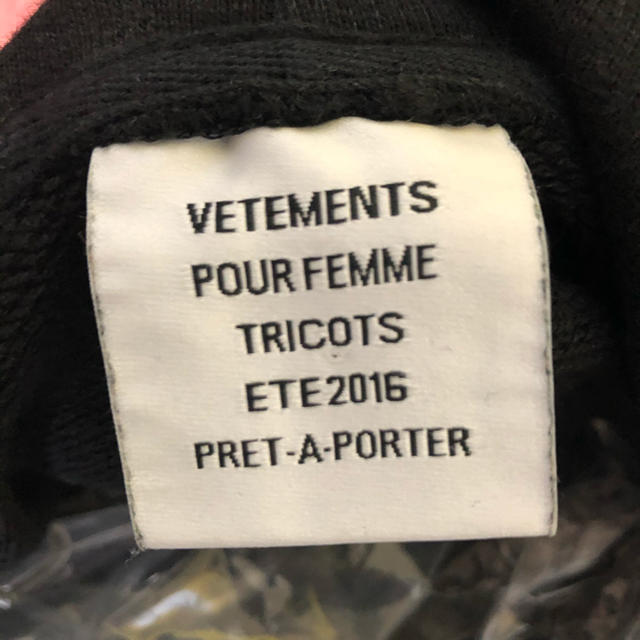 VETEMENTS
POUR FEMME
TRICOTS
ETE 2016
PRET-A-PORTER